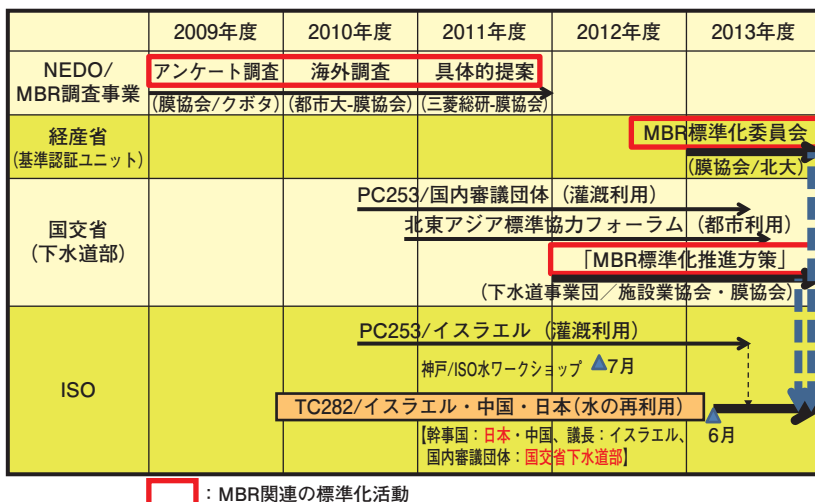 2009年度 2010年度 2011年度 2012年度 2013年度
NEDO/
MBR調査事業
アンケート調査 海外調査 具体的提案
(膜協会/クボタ) (都市大-膜協会) (三菱総研-膜協会)
経産省
(基準認証ユニット)
MBR標準化委員会
(膜協会/北大)
国交省
(下水道部)
PC253/国内審議団体（灌漑利用）
北東アジア標準協力フォーラム（都市利用）
「MBR標準化推進方策」
(下水道事業団／施設業協会・膜協会)
ISO
PC253/イスラエル（灌漑利用）
神戸/ISO水ワークショップ ▲7月
TC282/イスラエル・中国・日本(水の再利用)
▲6月
【幹事国：日本・中国、議長：イスラエル、
国内審議団体：国交省下水道部】
：MBR関連の標準化活動